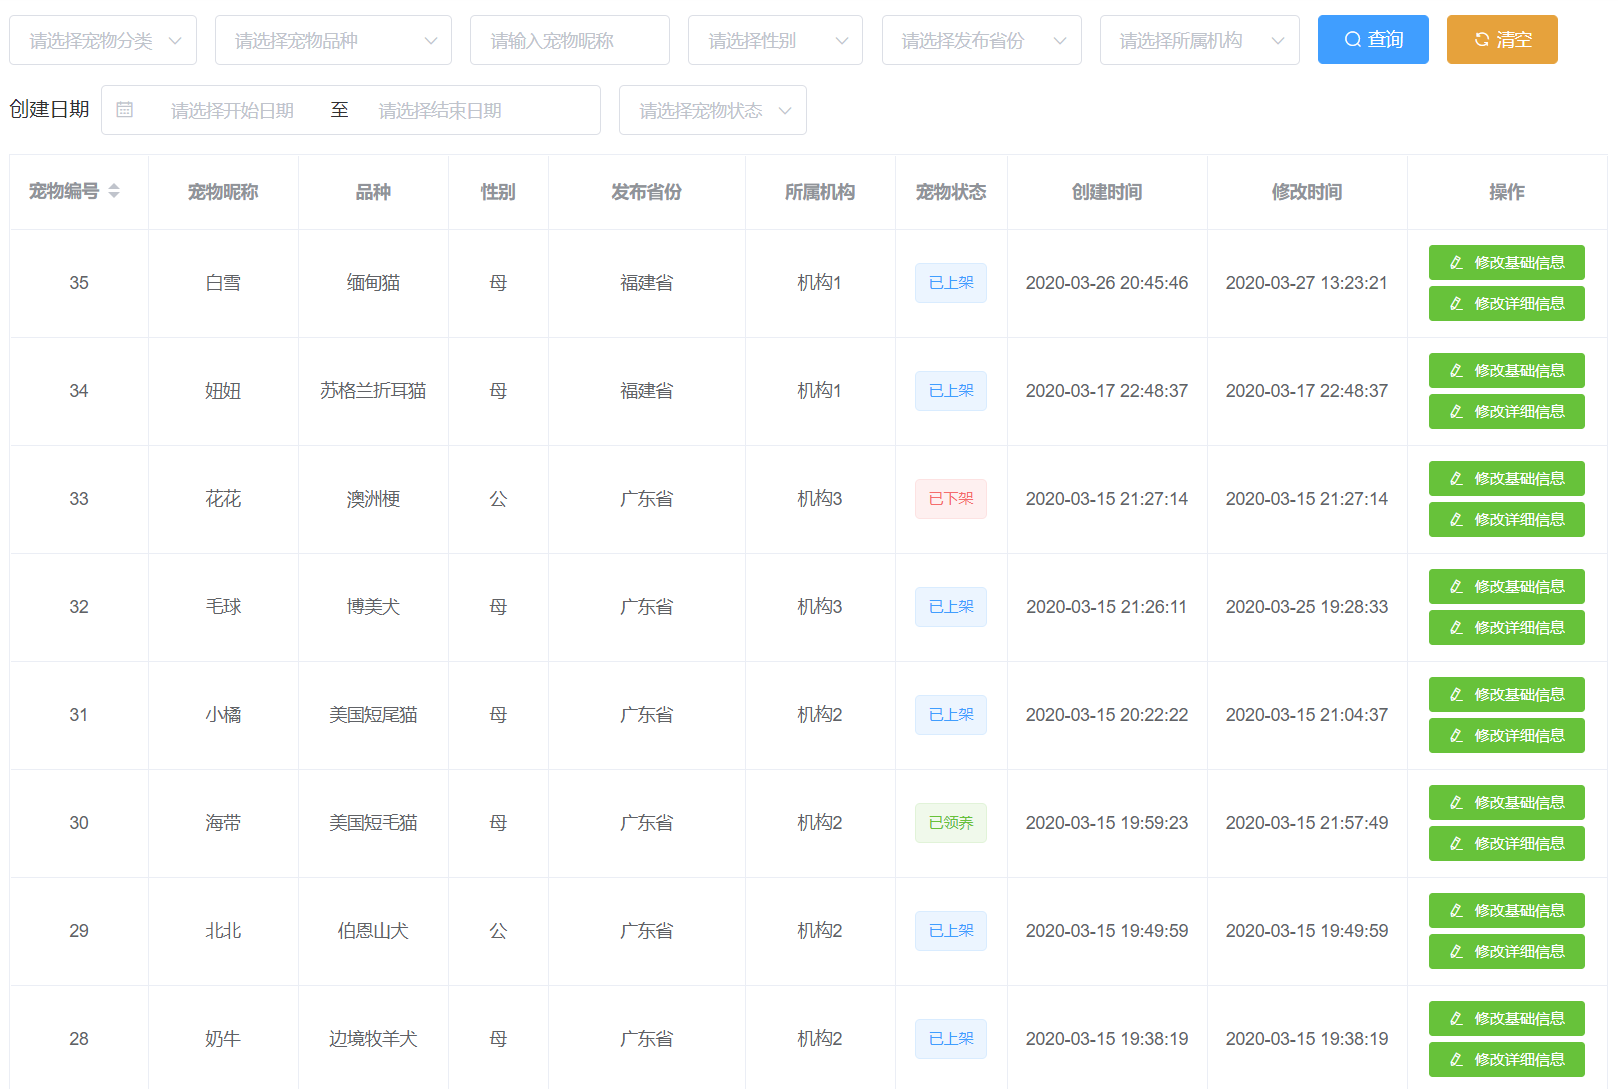 请选择宠物分类 请选择宠物品种 请输入宠物昵称 请选择性别 请选择发布省份 请选择所属机构 查询 清空
创建日期 请选择开始日期 至 请选择结束日期 请选择宠物状态
宠物编号 宠物昵称 品种 性别 发布省份 所属机构 宠物状态 创建时间 修改时间 操作
35 白雪 缅甸猫 母 福建省 机构1 已上架 2020-03-26 20:45:46 2020-03-27 13:23:21 修改基础信息
修改详细信息
34 妞妞 苏格兰折耳猫 母 福建省 机构1 已上架 2020-03-17 22:48:37 2020-03-17 22:48:37 修改基础信息
修改详细信息
33 花花 澳洲梗 公 广东省 机构3 已下架 2020-03-15 21:27:14 2020-03-15 21:27:14 修改基础信息
修改详细信息
32 毛球 博美犬 母 广东省 机构3 已上架 2020-03-15 21:26:11 2020-03-25 19:28:33 修改基础信息
修改详细信息
31 小橘 美国短尾猫 母 广东省 机构2 已上架 2020-03-15 20:22:22 2020-03-15 21:04:37 修改基础信息
修改详细信息
30 海带 美国短毛猫 母 广东省 机构2 已领养 2020-03-15 19:59:23 2020-03-15 21:57:49 修改基础信息
修改详细信息
29 北北 伯恩山犬 公 广东省 机构2 已上架 2020-03-15 19:49:59 2020-03-15 19:49:59 修改基础信息
修改详细信息
28 奶牛 边境牧羊犬 母 广东省 机构2 已上架 2020-03-15 19:38:19 2020-03-15 19:38:19 修改基础信息
修改详细信息